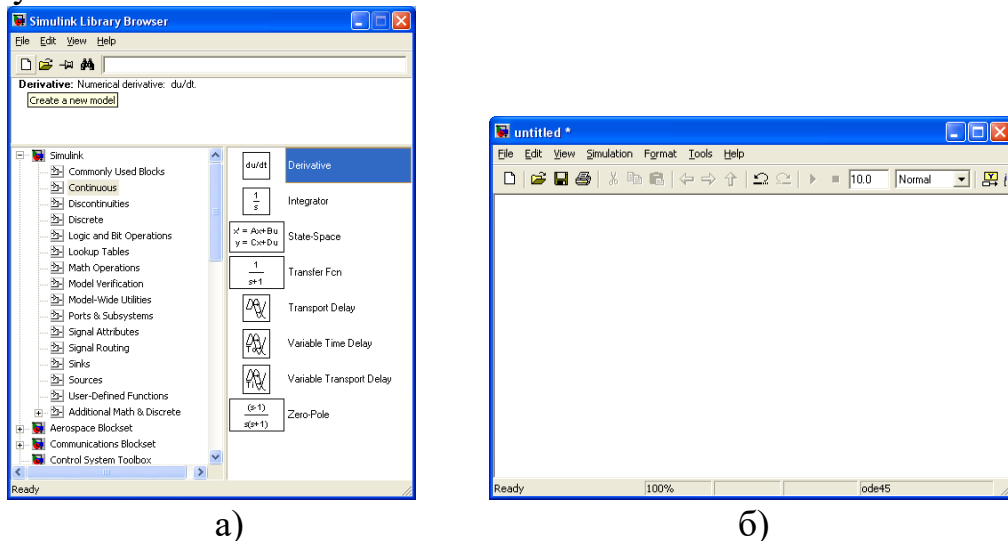 Simulink Library Browser
File Edit View Help
Derivative: Numerical derivative: du/dt.
Create a new model
Simulink
Commonly Used Blocks
Continuous
Discontinuities
Discrete
Logic and Bit Operations
Lookup Tables
Math Operations
Model Verification
Model-Wide Utilities
Ports & Subsystems
Signal Attributes
Signal Routing
Sinks
Sources
User-Defined Functions
Additional Math & Discrete
Aerospace Blockset
Communications Blockset
Control System Toolbox
du/dt Derivative
1
s
Integrator
x' = Ax+Bu
y = Cx+Du
State-Space
1
s+1
Transfer Fcn
Transport Delay
Variable Time Delay
Variable Transport Delay
(s-1)
s(s+1)
Zero-Pole
Ready
а)
untitled *
File Edit View Simulation Format Tools Help
10.0 Normal
Ready 100% ode45
б)